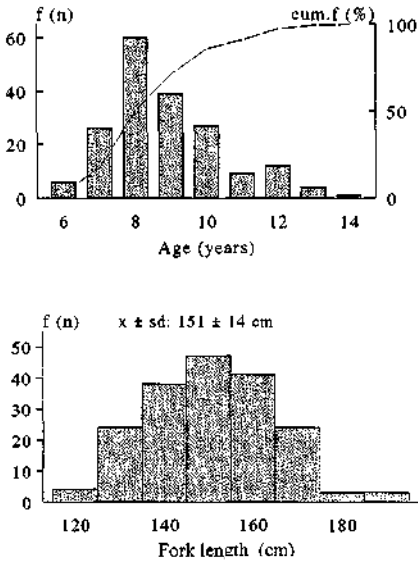 f (n) cum.f (%)
60
40
20
0
100
50
0
6 8 10 12 14
Age (years)
f (n) x ± sd: 151 ± 14 cm
50
40
30
20
10
0
120 140 160 180
Fork length (cm)